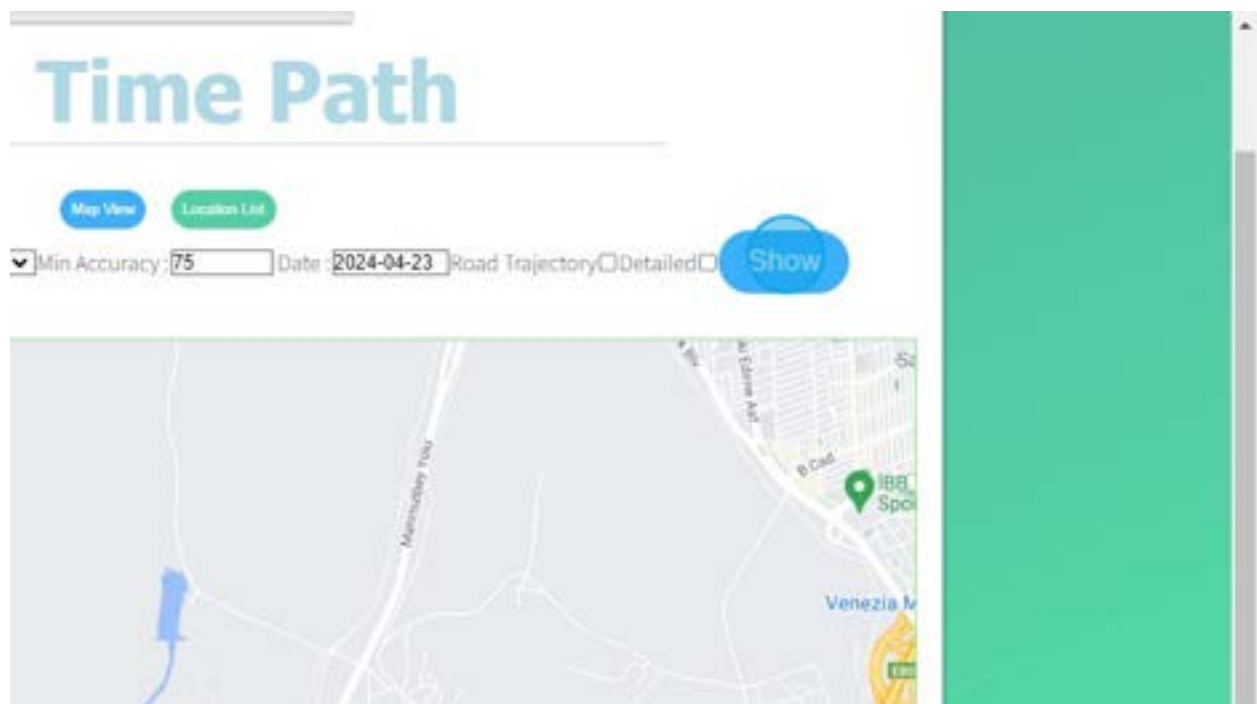 Time Path
Map View
Location List
Min Accuracy : 75 Date : 2024-04-23 Road Trajectory Detailed Show
B Cad
Mahmutbey Yolu
IBB
Venezia M